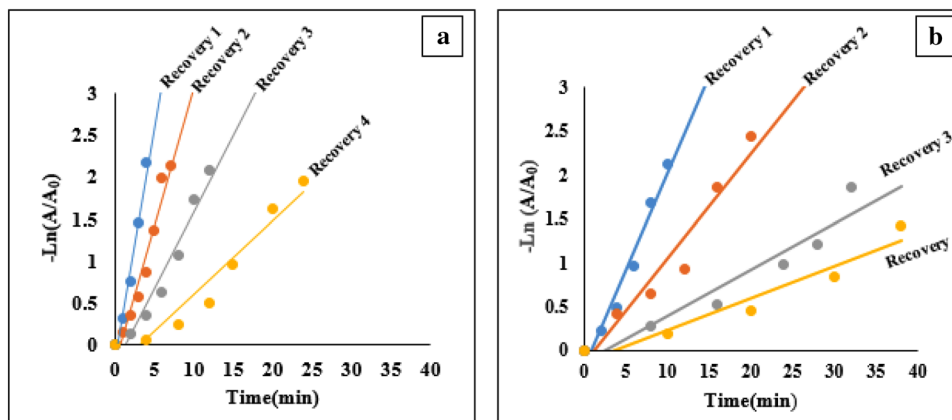 a
Recovery 1
Recovery 2
Recovery 3
Recovery 4
3
2.5
2
1.5
1
0.5
0
-Ln(A/A0)
0 5 10 15 20 25 30 35 40
Time(min)
b
Recovery 1
Recovery 2
Recovery 3
Recovery
3
2.5
2
1.5
1
0.5
0
-Ln (A/A0)
0 5 10 15 20 25 30 35 40
Time(min)